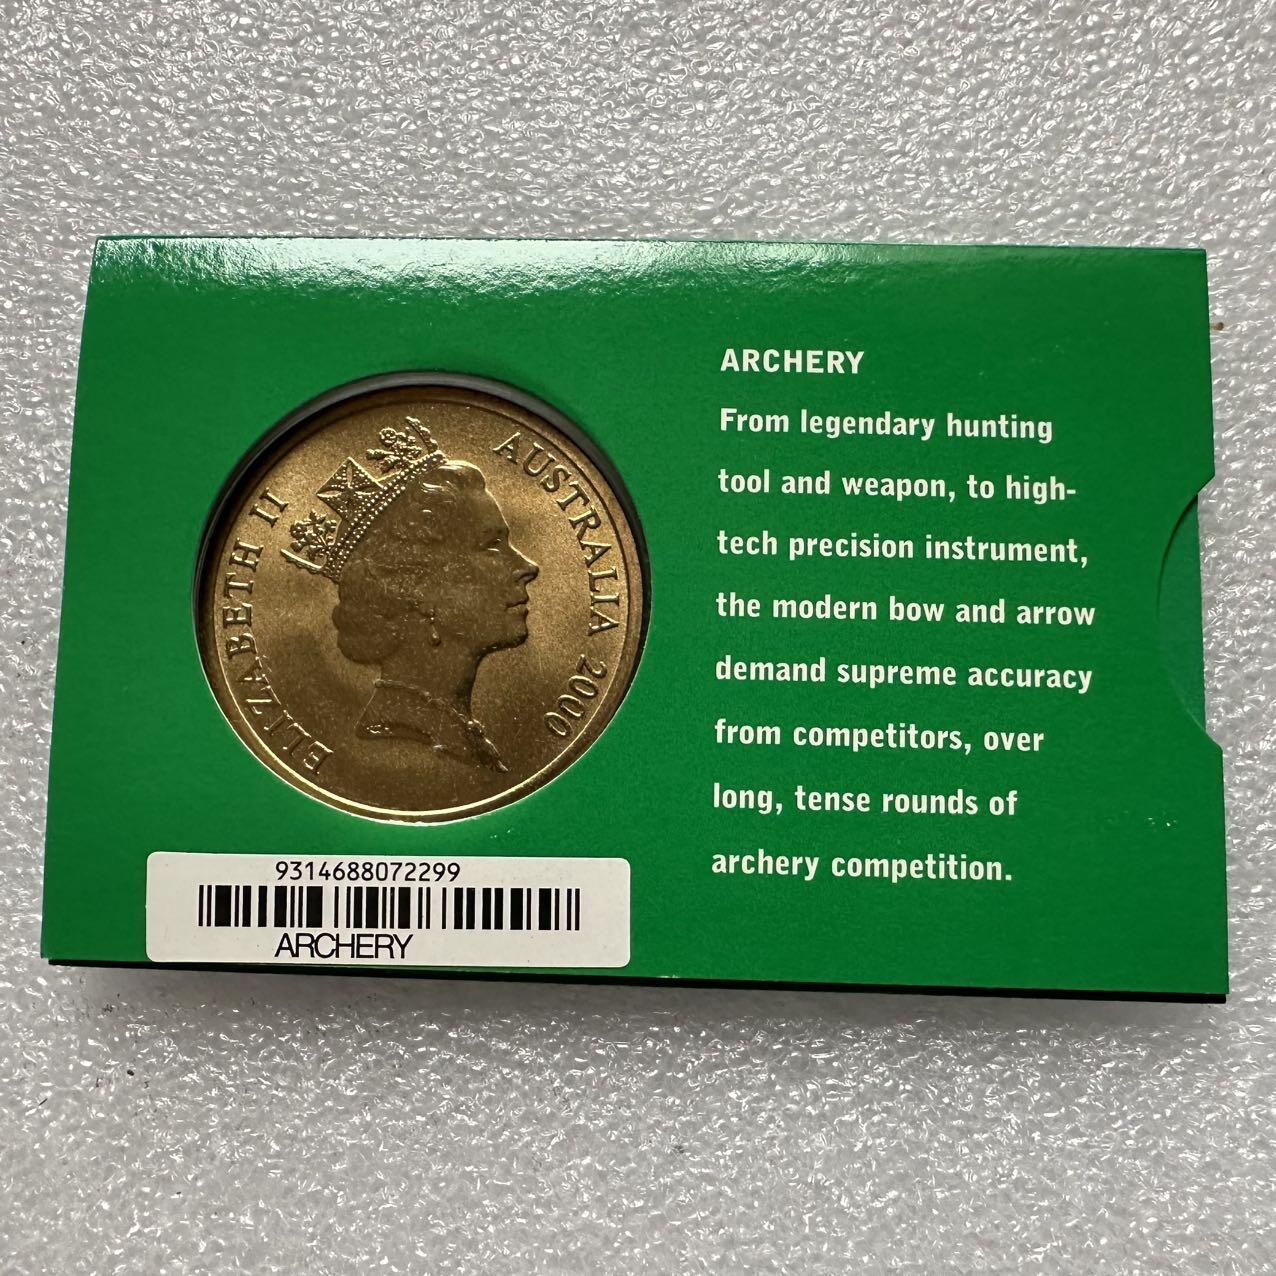 ELIZABETH II
AUSTRALIA 2000
ARCHERY
From legendary hunting
tool and weapon, to high-
tech precision instrument,
the modern bow and arrow
demand supreme accuracy
from competitors, over
long, tense rounds of
archery competition.
9314688072299
ARCHERY